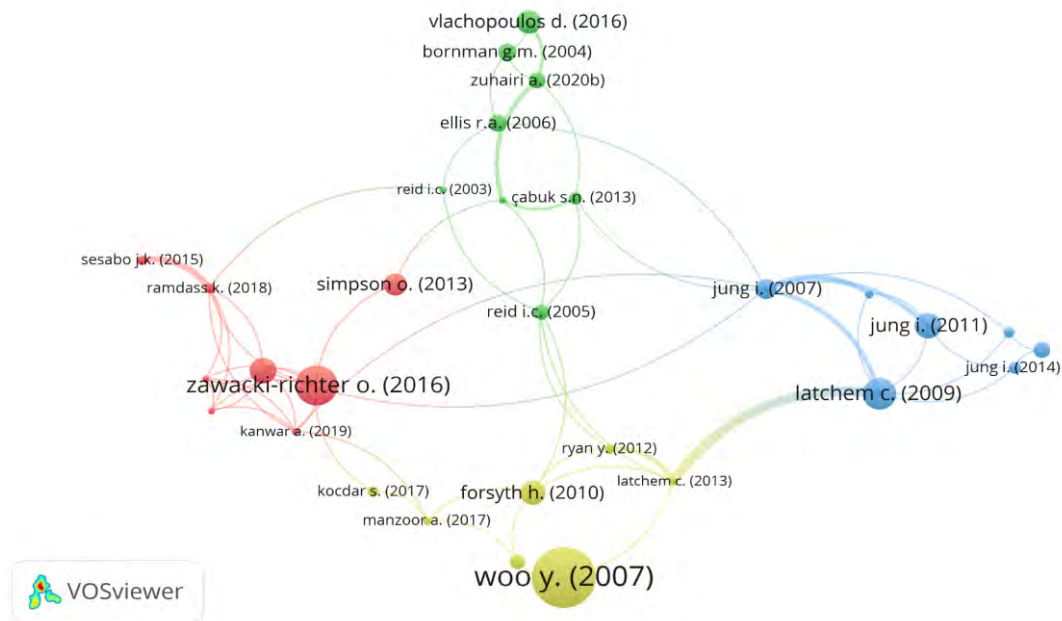 vlachopoulos d. (2016)
bornman g.m. (2004)
zuhairi a. (2020b)
ellis r.a. (2006)
reid i.c. (2003)
çabuk s.n. (2013)
sesabo j.k. (2015)
ramdass k. (2018)
simpson o. (2013)
jung i. (2007)
reid i.c. (2005)
jung i. (2011)
jung i. (2014)
zawacki-richter o. (2016)
latchem c. (2009)
kanwar a. (2019)
ryan y. (2012)
latchem c. (2013)
kocdar s. (2017)
forsyth h. (2010)
manzoor a. (2017)
woo y. (2007)
VOSviewer